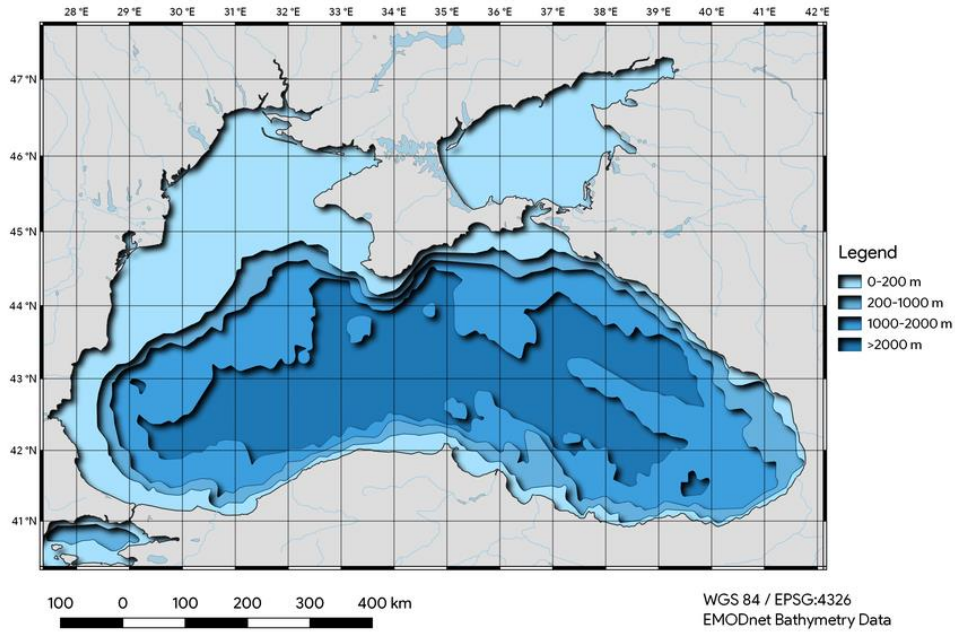 28°E 29°E 30°E 31°E 32°E 33°E 34°E 35°E 36°E 37°E 38°E 39°E 40°E 41°E 42°E
47°N
46°N
45°N
44°N
43°N
42°N
41°N
Legend
0-200 m
200-1000 m
1000-2000 m
>2000 m
100 0 100 200 300 400 km
WGS 84 / EPSG:4326
EMODnet Bathymetry Data